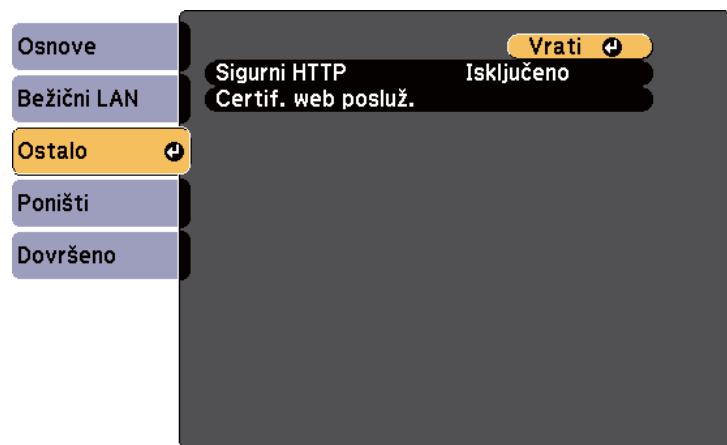 Osnove
Bežični LAN
Ostalo
Poništi
Dovršeno
Vrati
Sigurni HTTP Isključeno
Certif. web posluž.